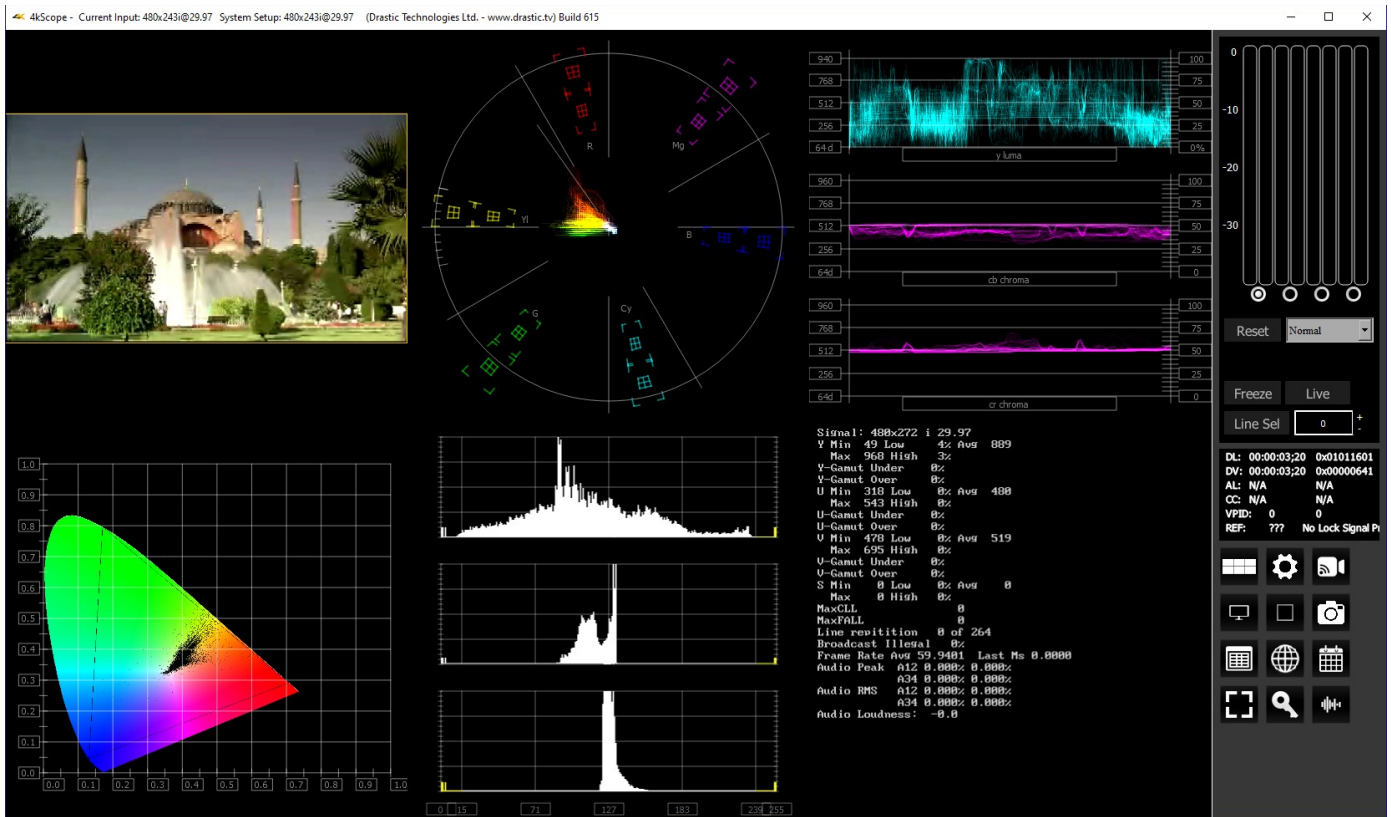 4kScope - Current Input: 480x243i@29.97 System Setup: 480x243i@29.97 (Drastic Technologies Ltd. - www.drastic.tv) Build 615
R
Mg
Yl
B
G
Cy
940
768
512
256
64 d
100
75
50
25
0%
y luma
960
768
512
256
64d
100
75
50
25
0
cb chroma
960
768
512
256
64d
100
75
50
25
0
cr chroma
0
-10
-20
-30
Reset Normal
Freeze Live
Line Sel 0 + -
DL: 00:00:03;20 0x01011601
DV: 00:00:03;20 0x00000641
AL: N/A N/A
CC: N/A N/A
VPID: 0 0
REF: ??? No Lock Signal Pr
1.0
0.9
0.8
0.7
0.6
0.5
0.4
0.3
0.2
0.1
0.0
0.0 0.1 0.2 0.3 0.4 0.5 0.6 0.7 0.8 0.9 1.0
0 15 71 127 183 239 255
Signal: 480x272 i 29.97
Y Min 49 Low 4% Avg 889
Max 968 High 3%
Y-Gamut Under 0%
Y-Gamut Over 0%
U Min 318 Low 0% Avg 480
Max 543 High 0%
U-Gamut Under 0%
U-Gamut Over 0%
V Min 478 Low 0% Avg 519
Max 695 High 0%
V-Gamut Under 0%
V-Gamut Over 0%
S Min 0 Low 0% Avg 0
Max 0 High 0%
MaxCLL 0
MaxFALL 0
Line repitition 0 of 264
Broadcast Illegal 0%
Frame Rate Avg 59.9401 Last Ms 0.0000
Audio Peak A12 0.000% 0.000%
A34 0.000% 0.000%
Audio RMS A12 0.000% 0.000%
A34 0.000% 0.000%
Audio Loudness: -0.0